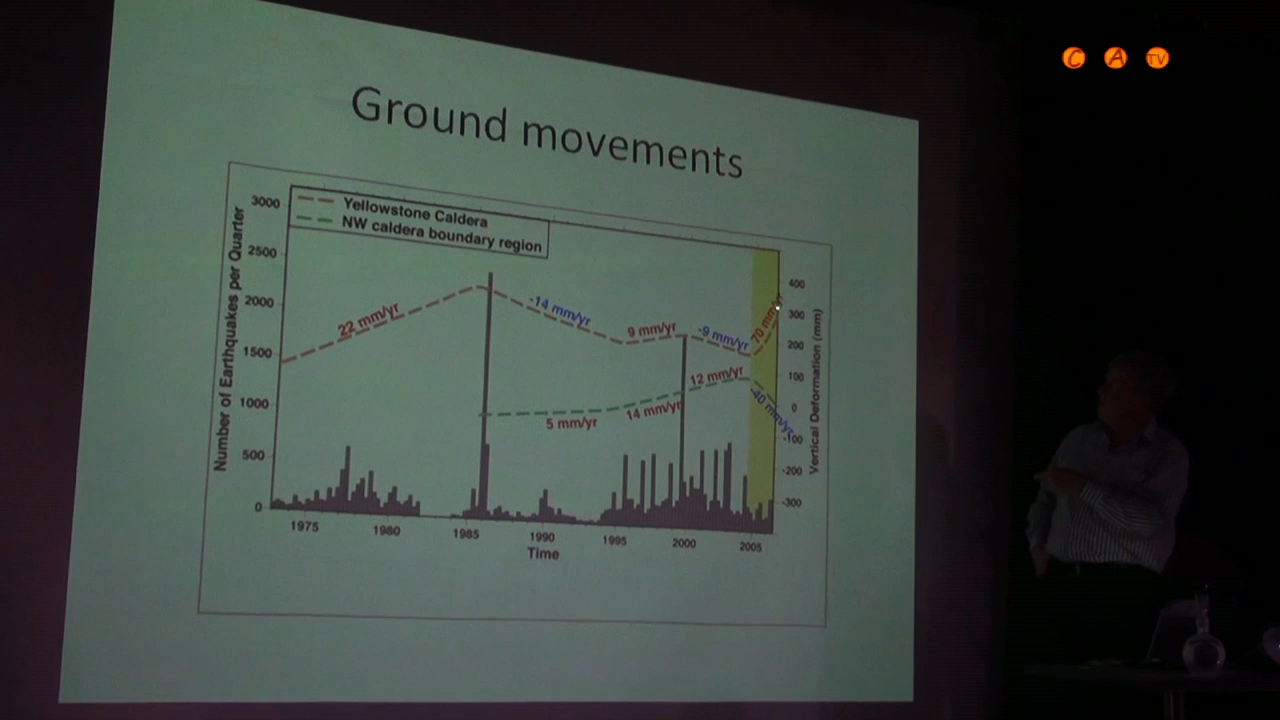 C A TV
Ground movements
Yellowstone Caldera
NW caldera boundary region
Number of Earthquakes per Quarter
3000
2500
2000
1500
1000
500
0
22 mm/yr
-14 mm/yr
9 mm/yr
-9 mm/yr
70 mm/yr
5 mm/yr
14 mm/yr
12 mm/yr
-40 mm/yr
400
300
200
100
0
-100
-200
-300
Vertical Deformation (mm)
1975 1980 1985 1990 1995 2000 2005
Time